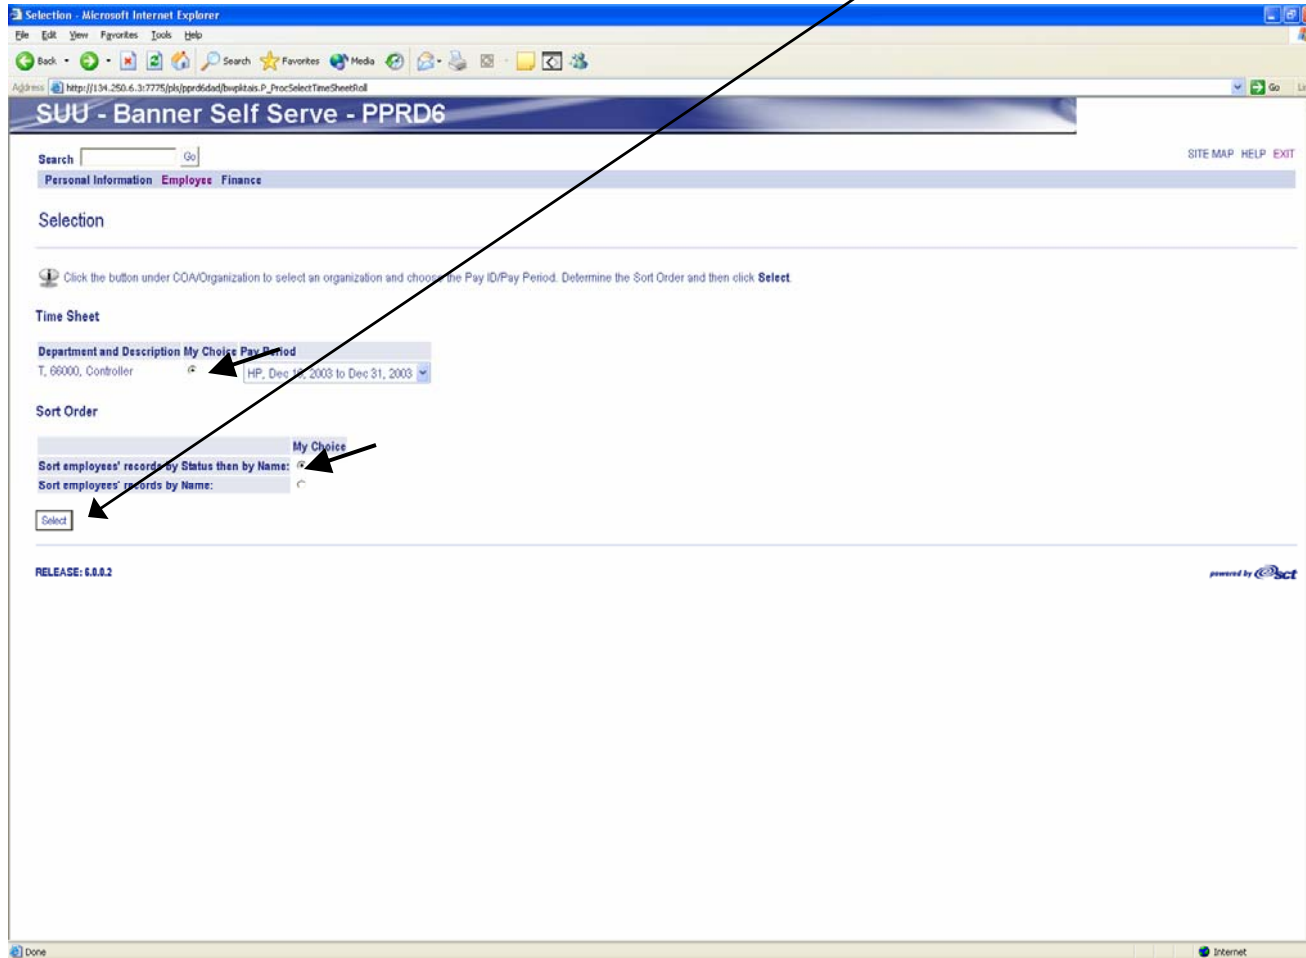 Selection - Microsoft Internet Explorer
File Edit View Favorites Tools Help
Back Search Favorites Media
Address http://134.250.6.3:7775/pls/pprd6dad/bwpktais.P_ProcSelectTimeSheetRoll Go
SUU - Banner Self Serve - PPRD6
Search Go
SITE MAP HELP EXIT
Personal Information Employee Finance
Selection
Click the button under COA/Organization to select an organization and choose the Pay ID/Pay Period. Determine the Sort Order and then click Select.
Time Sheet
Department and Description My Choice Pay Period
T, 66000, Controller HP, Dec 16, 2003 to Dec 31, 2003
Sort Order
My Choice
Sort employees' records by Status then by Name:
Sort employees' records by Name:
Select
RELEASE: 6.0.0.2
powered by sct
Done Internet